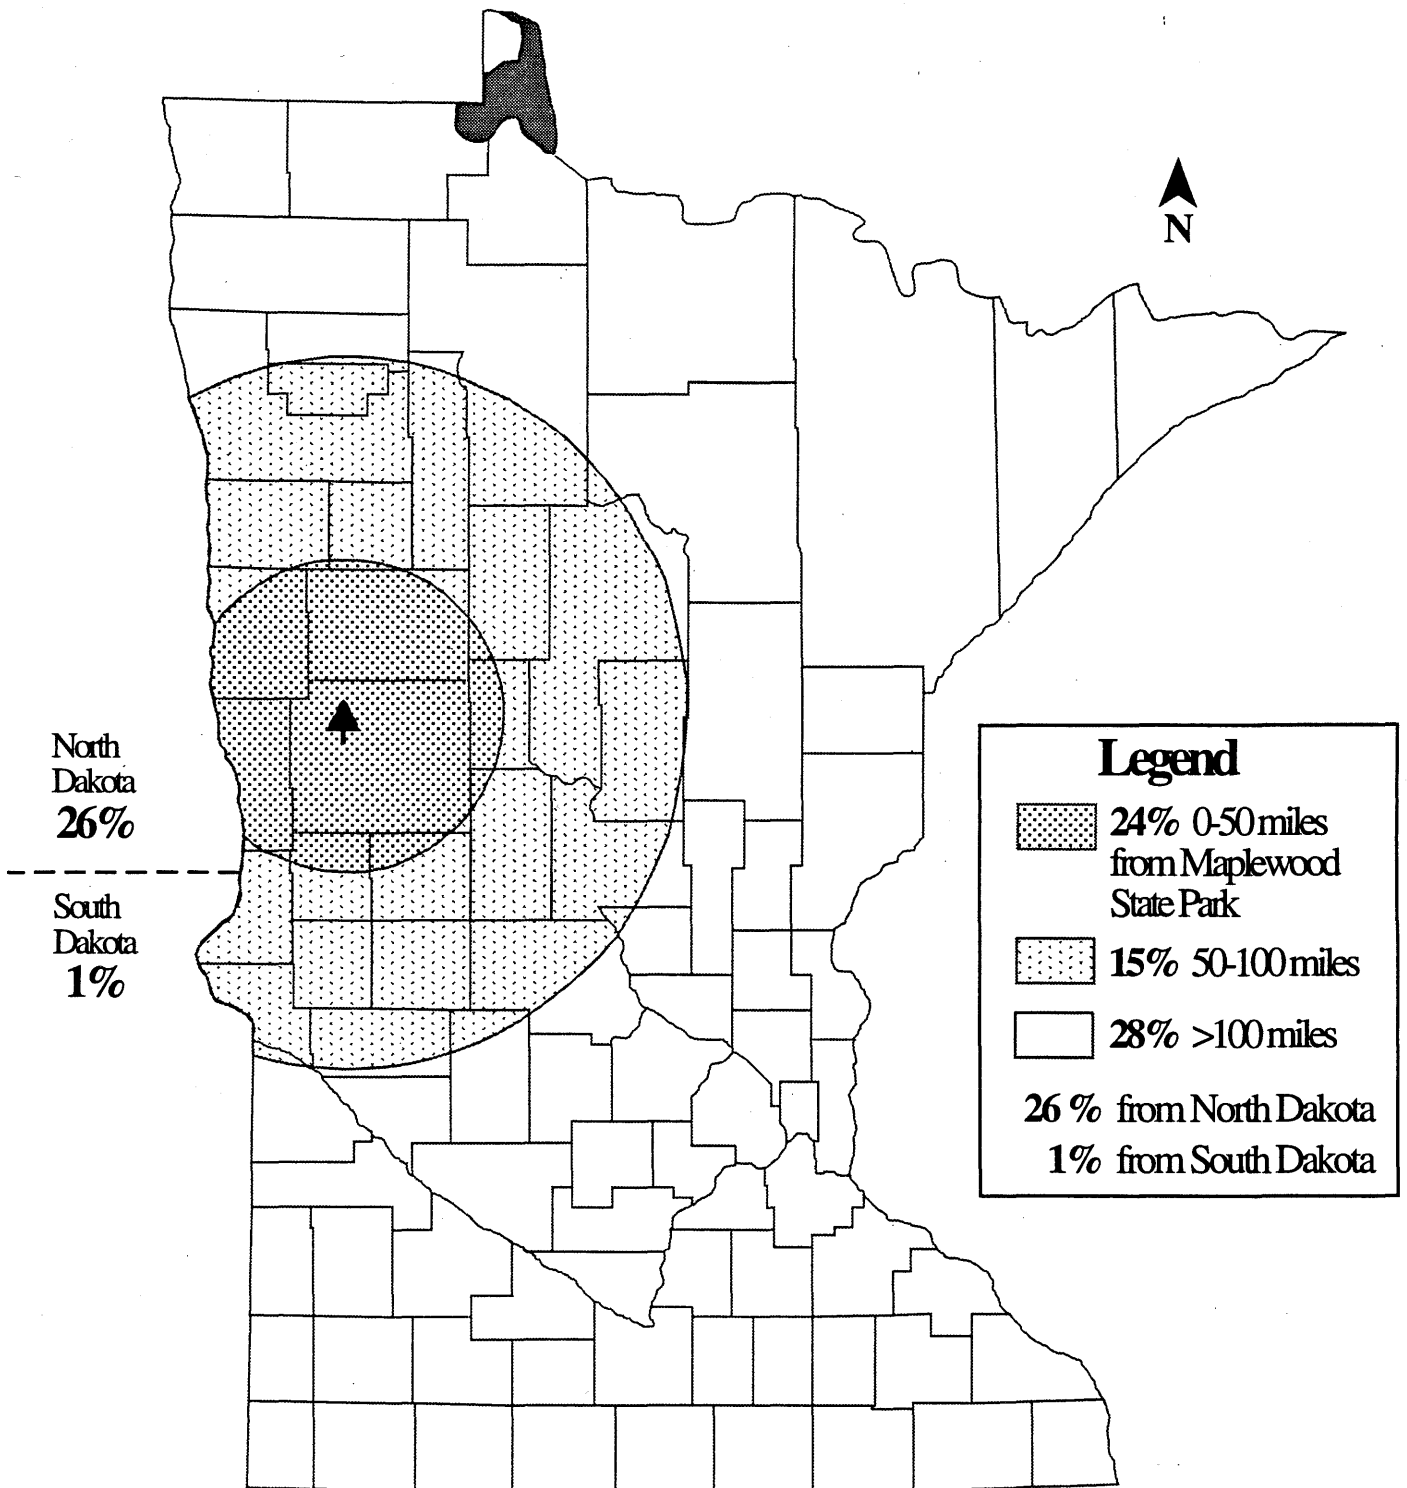 N
North
Dakota
26%
South
Dakota
1%
Legend
24% 0-50 miles
from Maplewood
State Park
15% 50-100 miles
28% >100 miles
26 % from North Dakota
1% from South Dakota